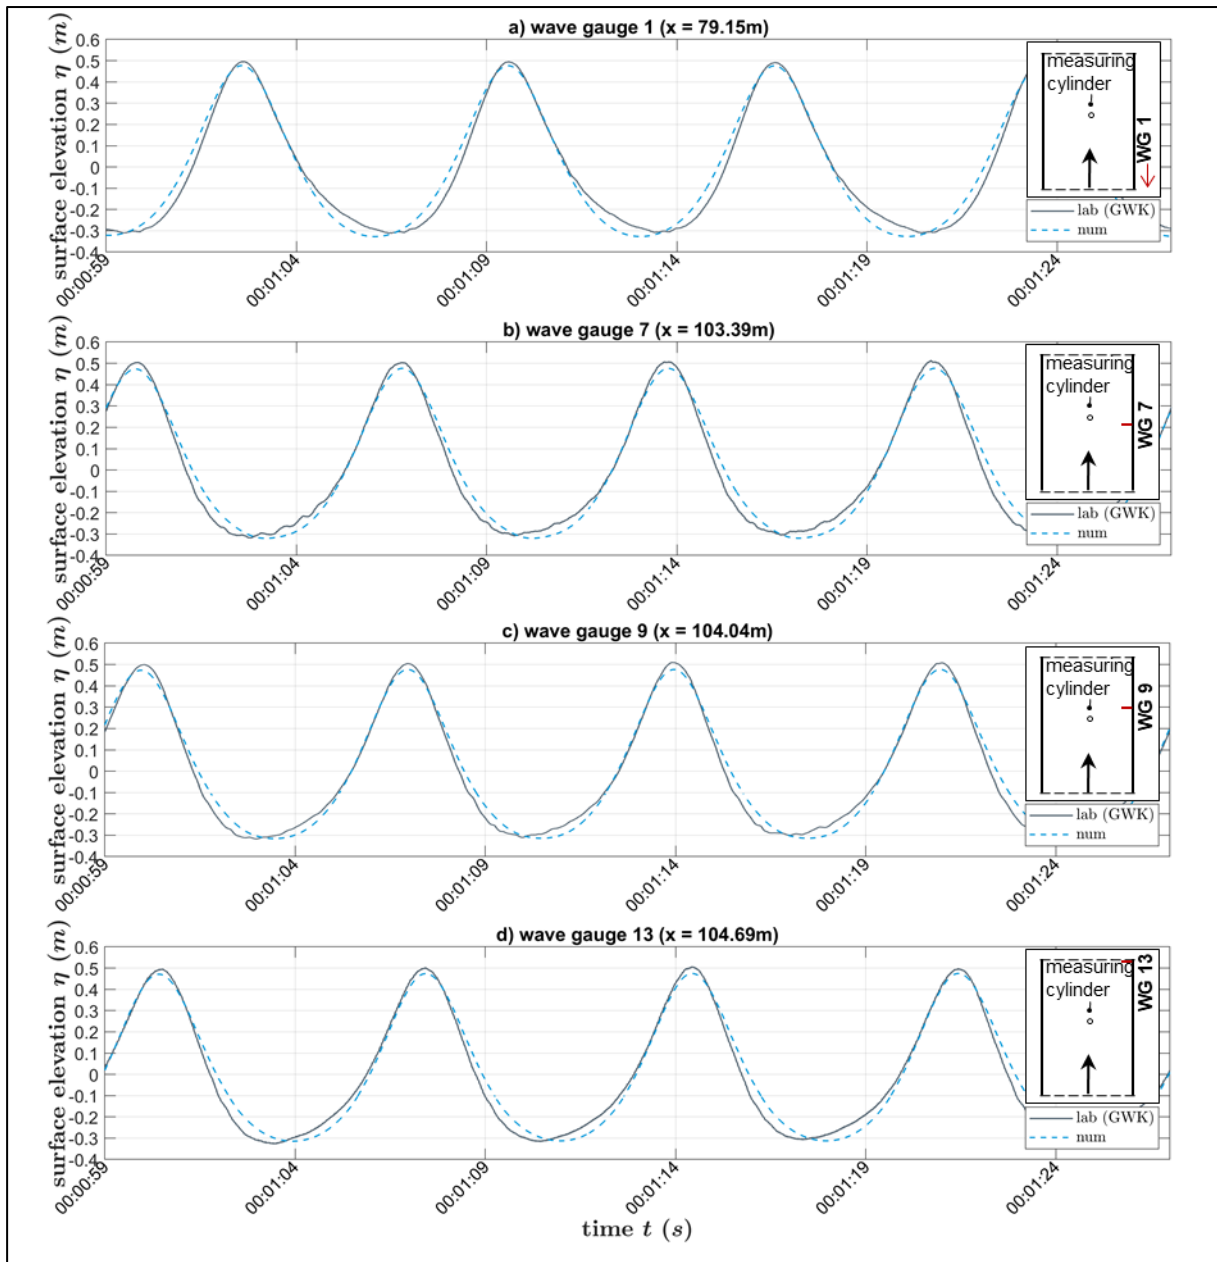 a) wave gauge 1 (x = 79.15m)
surface elevation η (m)
0.6
0.5
0.4
0.3
0.2
0.1
0
-0.1
-0.2
-0.3
-0.4
00:00:59
00:01:04
00:01:09
00:01:14
00:01:19
00:01:24
measuring
cylinder
WG 1
lab (GWK)
num
b) wave gauge 7 (x = 103.39m)
surface elevation η (m)
0.6
0.5
0.4
0.3
0.2
0.1
0
-0.1
-0.2
-0.3
-0.4
00:00:59
00:01:04
00:01:09
00:01:14
00:01:19
00:01:24
measuring
cylinder
WG 7
lab (GWK)
num
c) wave gauge 9 (x = 104.04m)
surface elevation η (m)
0.6
0.5
0.4
0.3
0.2
0.1
0
-0.1
-0.2
-0.3
-0.4
00:00:59
00:01:04
00:01:09
00:01:14
00:01:19
00:01:24
measuring
cylinder
WG 9
lab (GWK)
num
d) wave gauge 13 (x = 104.69m)
surface elevation η (m)
0.6
0.5
0.4
0.3
0.2
0.1
0
-0.1
-0.2
-0.3
-0.4
00:00:59
00:01:04
00:01:09
00:01:14
00:01:19
00:01:24
measuring
cylinder
WG 13
lab (GWK)
num
time t (s)